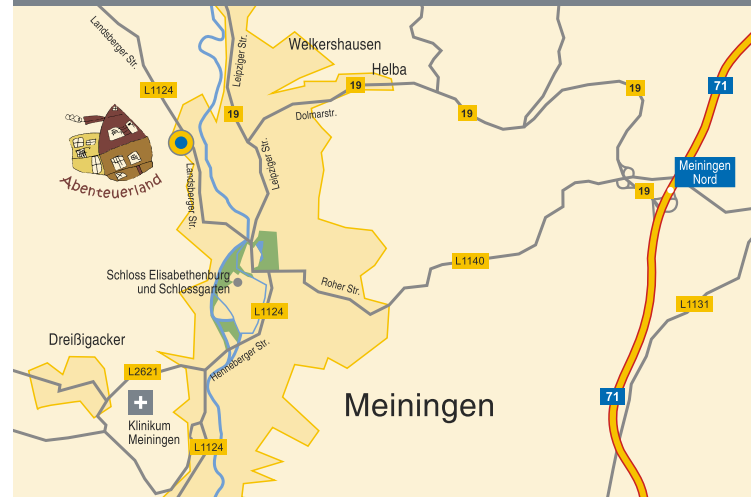 Landsberger Str.
Leipziger Str.
Welkershausen
Helba
L1124
19
19
19
19
71
Dolmarstr.
Abenteuerland
Landsberger Str.
Leipziger Str.
Meiningen
Nord
19
L1140
Schloss Elisabethenburg
und Schlossgarten
Roher Str.
L1124
L1131
Dreißigacker
L2621
Henneberger Str.
71
Meiningen
Klinikum
Meiningen
L1124